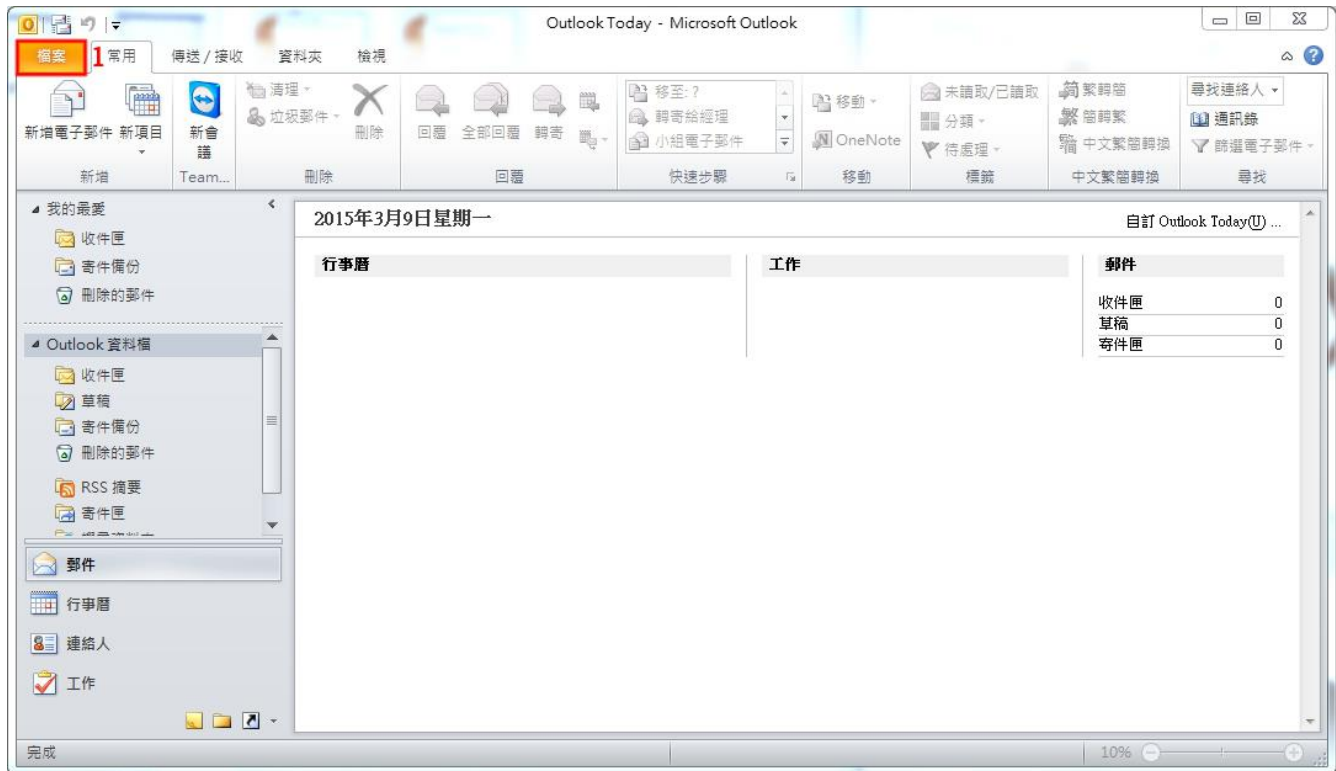 Outlook Today - Microsoft Outlook
檔案 1 常用 傳送 / 接收 資料夾 檢視
新增電子郵件 新項目
新增
新會議
Team...
清理
垃圾郵件
刪除
刪除
回覆 全部回覆 轉寄
回覆
移至: ?
轉寄給經理
小組電子郵件
快速步驟
移動
OneNote
移動
未讀取/已讀取
分類
待處理
標籤
繁轉簡
簡轉繁
中文繁簡轉換
中文繁簡轉換
尋找連絡人
通訊錄
篩選電子郵件
尋找
我的最愛
收件匣
寄件備份
刪除的郵件
Outlook 資料檔
收件匣
草稿
寄件備份
刪除的郵件
RSS 摘要
寄件匣
郵件
行事曆
連絡人
工作
2015年3月9日星期一
自訂 Outlook Today(U) ...
行事曆
工作
郵件
收件匣 0
草稿 0
寄件匣 0
完成
10%